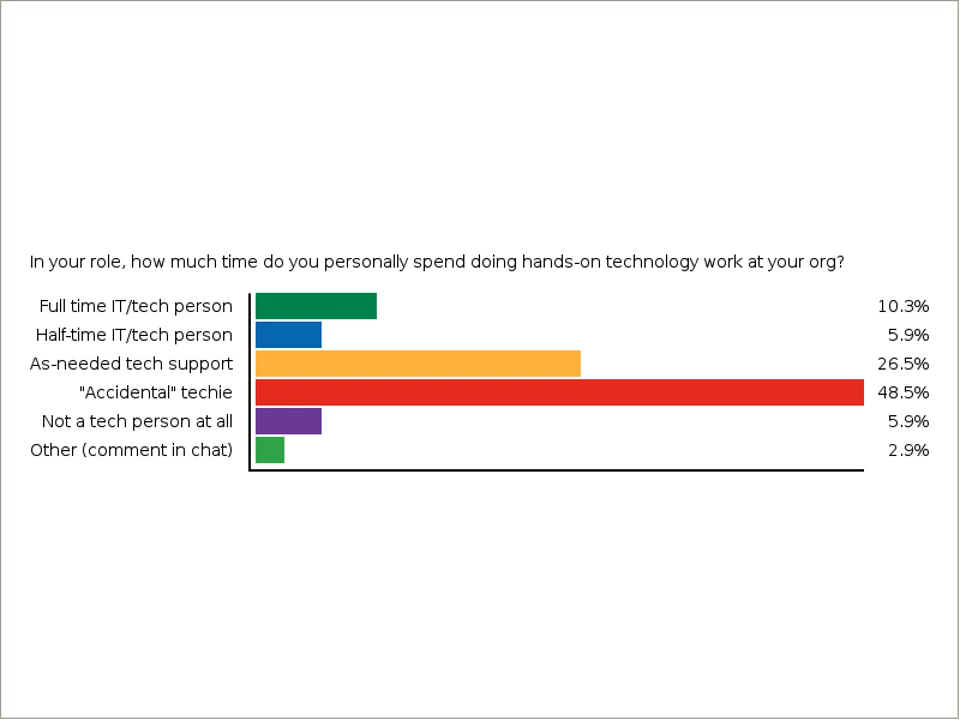 In your role, how much time do you personally spend doing hands-on technology work at your org?
Full time IT/tech person 10.3%
Half-time IT/tech person 5.9%
As-needed tech support 26.5%
"Accidental" techie 48.5%
Not a tech person at all 5.9%
Other (comment in chat) 2.9%